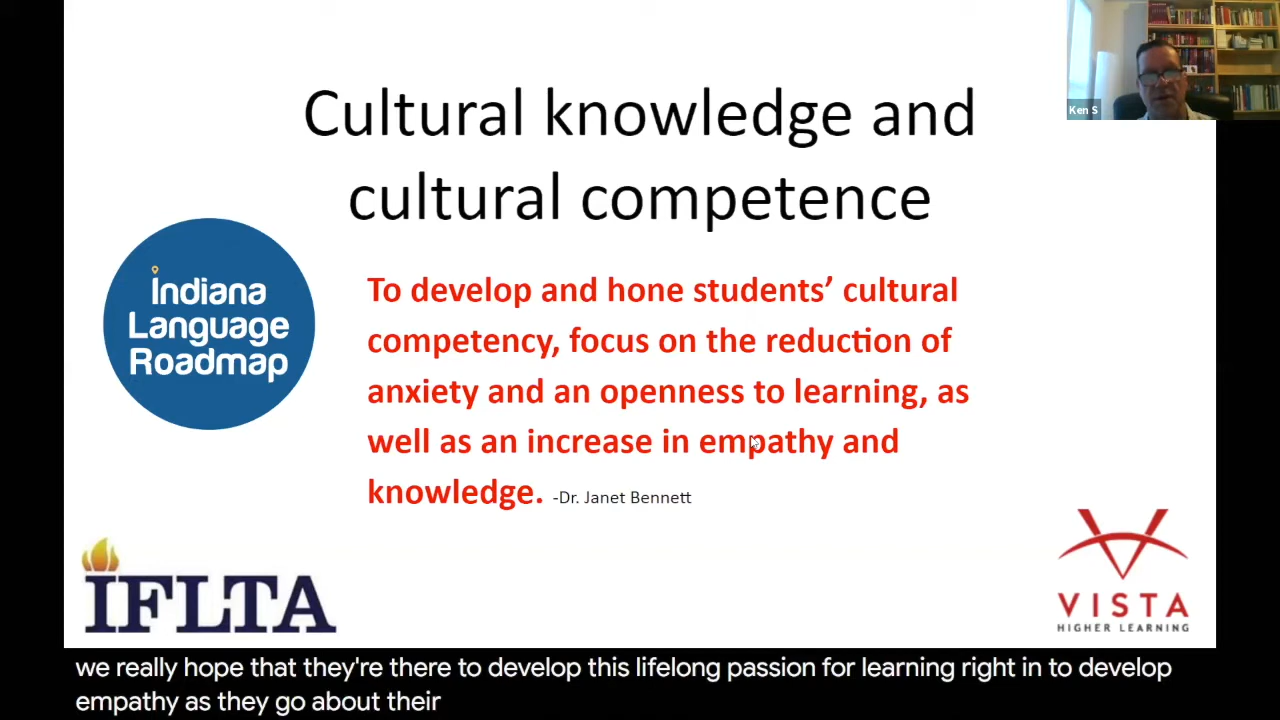 Cultural knowledge and
cultural competence
Ken S
Indiana
Language
Roadmap
To develop and hone students’ cultural
competency, focus on the reduction of
anxiety and an openness to learning, as
well as an increase in empathy and
knowledge. -Dr. Janet Bennett
IFLTA
VISTA
HIGHER LEARNING
we really hope that they're there to develop this lifelong passion for learning right in to develop
empathy as they go about their